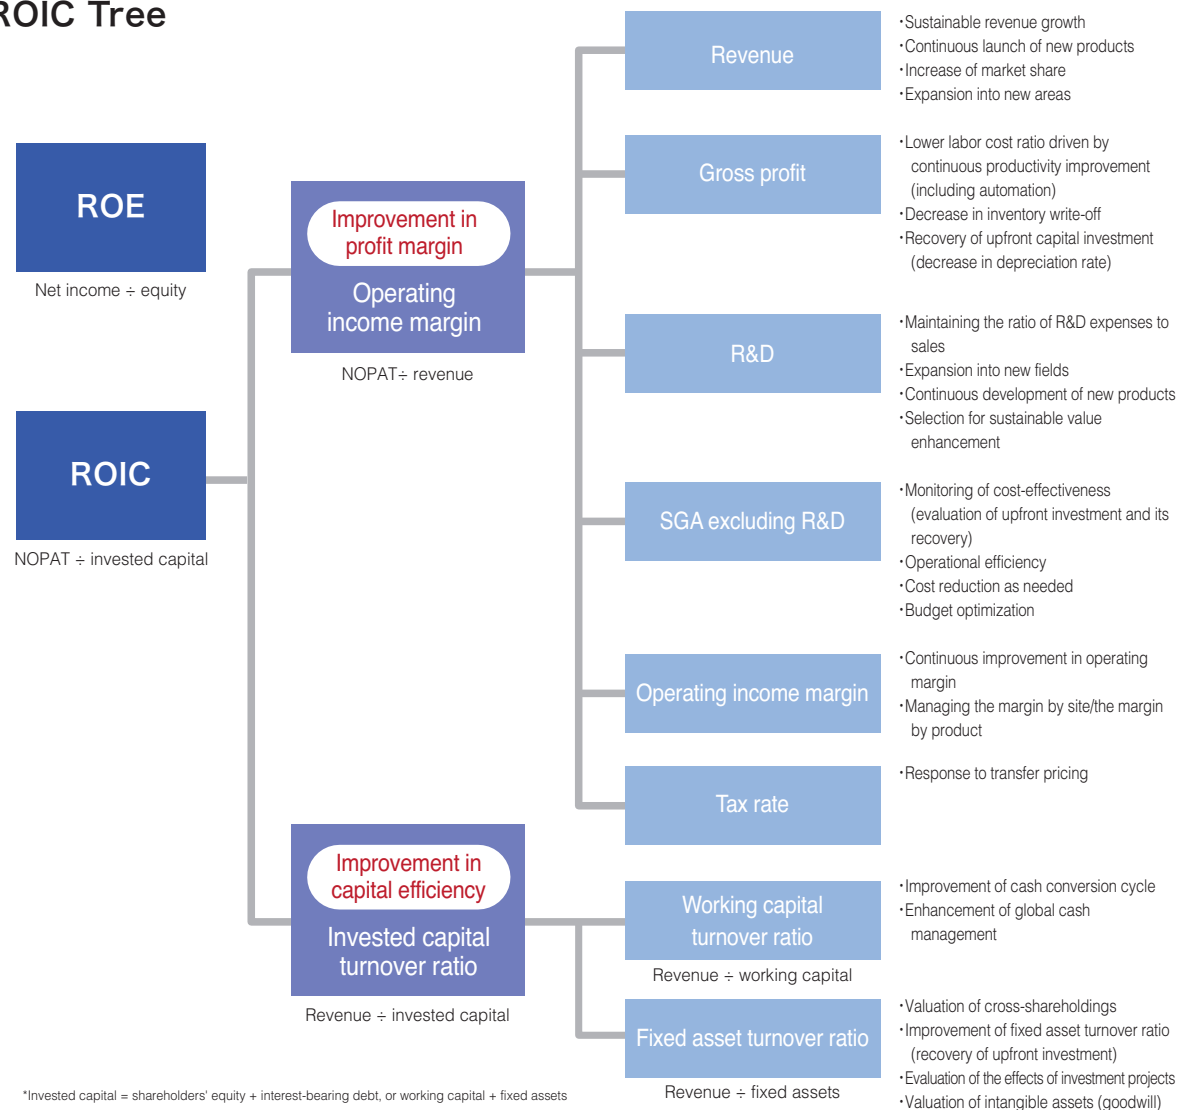 ROIC Tree
ROE
Net income ÷ equity
ROIC
NOPAT ÷ invested capital
Improvement in
profit margin
Operating
income margin
NOPAT÷ revenue
Improvement in
capital efficiency
Invested capital
turnover ratio
Revenue ÷ invested capital
Revenue
・Sustainable revenue growth
・Continuous launch of new products
・Increase of market share
・Expansion into new areas
Gross profit
・Lower labor cost ratio driven by
continuous productivity improvement
(including automation)
・Decrease in inventory write-off
・Recovery of upfront capital investment
(decrease in depreciation rate)
R&D
・Maintaining the ratio of R&D expenses to
sales
・Expansion into new fields
・Continuous development of new products
・Selection for sustainable value
enhancement
SGA excluding R&D
・Monitoring of cost-effectiveness
(evaluation of upfront investment and its
recovery)
・Operational efficiency
・Cost reduction as needed
・Budget optimization
Operating income margin
・Continuous improvement in operating
margin
・Managing the margin by site/the margin
by product
Tax rate
・Response to transfer pricing
Working capital
turnover ratio
Revenue ÷ working capital
・Improvement of cash conversion cycle
・Enhancement of global cash
management
Fixed asset turnover ratio
Revenue ÷ fixed assets
・Valuation of cross-shareholdings
・Improvement of fixed asset turnover ratio
(recovery of upfront investment)
・Evaluation of the effects of investment projects
・Valuation of intangible assets (goodwill)
*Invested capital = shareholders' equity + interest-bearing debt, or working capital + fixed assets